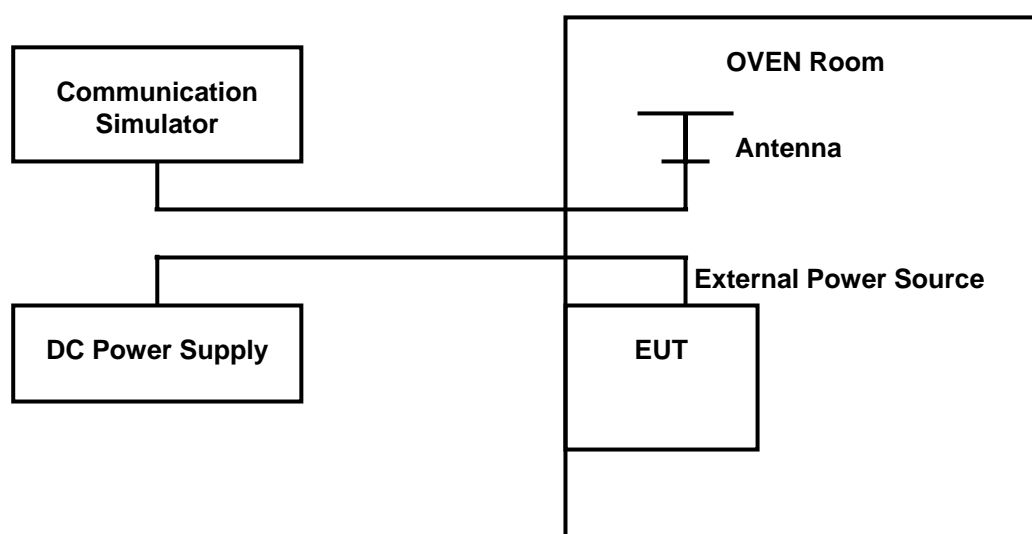 OVEN Room
Communication
Simulator
Antenna
External Power Source
DC Power Supply
EUT